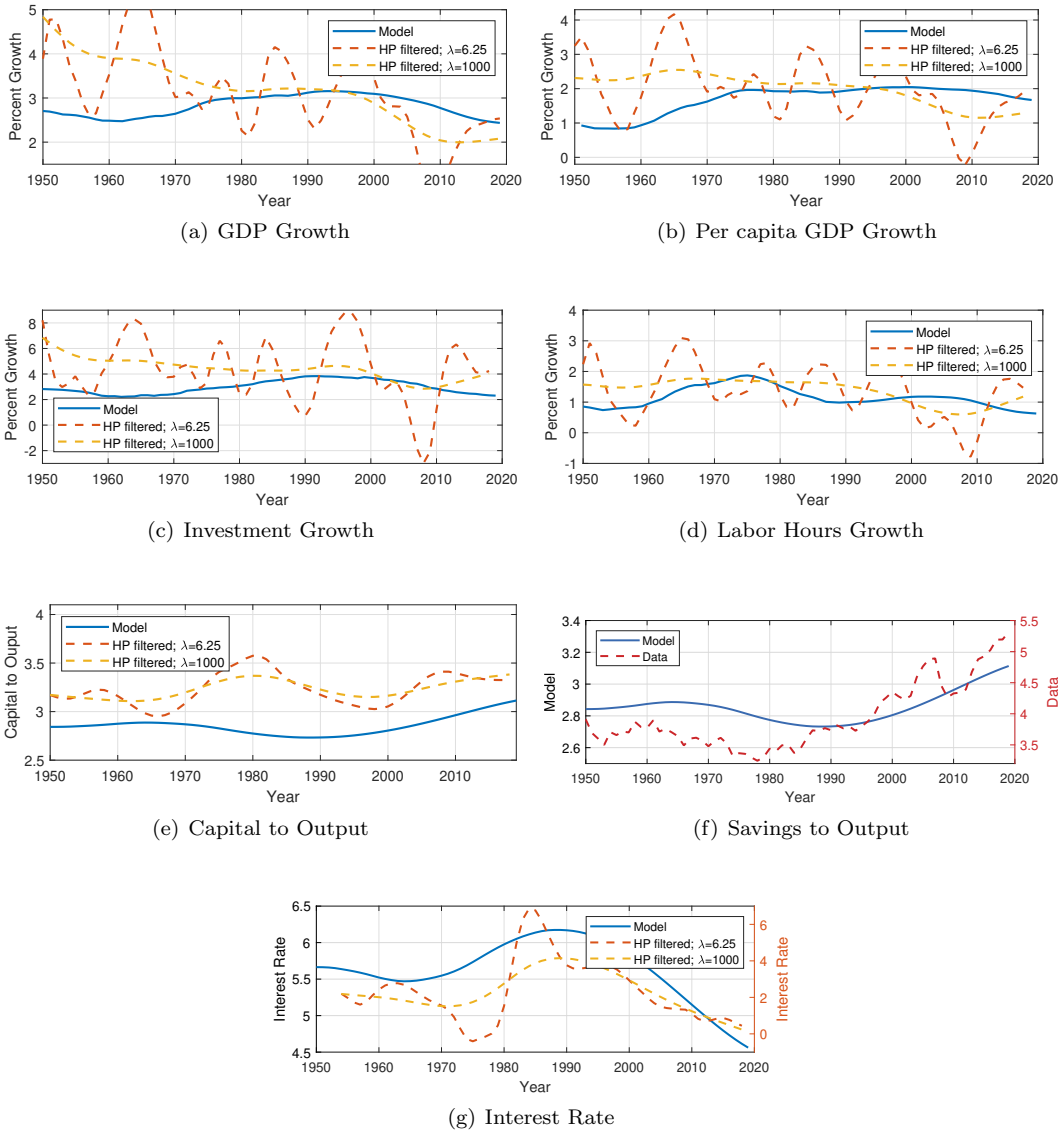 5
4
3
2
Percent Growth
Model
HP filtered; λ=6.25
HP filtered; λ=1000
1950 1960 1970 1980 1990 2000 2010 2020
Year
(a) GDP Growth
4
3
2
1
0
Percent Growth
Model
HP filtered; λ=6.25
HP filtered; λ=1000
1950 1960 1970 1980 1990 2000 2010 2020
Year
(b) Per capita GDP Growth
8
6
4
2
0
-2
Percent Growth
Model
HP filtered; λ=6.25
HP filtered; λ=1000
1950 1960 1970 1980 1990 2000 2010 2020
Year
(c) Investment Growth
4
3
2
1
0
-1
Percent Growth
Model
HP filtered; λ=6.25
HP filtered; λ=1000
1950 1960 1970 1980 1990 2000 2010 2020
Year
(d) Labor Hours Growth
4
3.5
3
2.5
Capital to Ouput
Model
HP filtered; λ=6.25
HP filtered; λ=1000
1950 1960 1970 1980 1990 2000 2010
Year
(e) Capital to Output
3.4
3.2
3
2.8
2.6
Model
Model
Data
5.5
5
4.5
4
3.5
Data
1950 1960 1970 1980 1990 2000 2010 2020
Year
(f) Savings to Output
6.5
6
5.5
5
4.5
Interest Rate
Model
HP filtered; λ=6.25
HP filtered; λ=1000
6
4
2
0
Interest Rate
1950 1960 1970 1980 1990 2000 2010 2020
Year
(g) Interest Rate